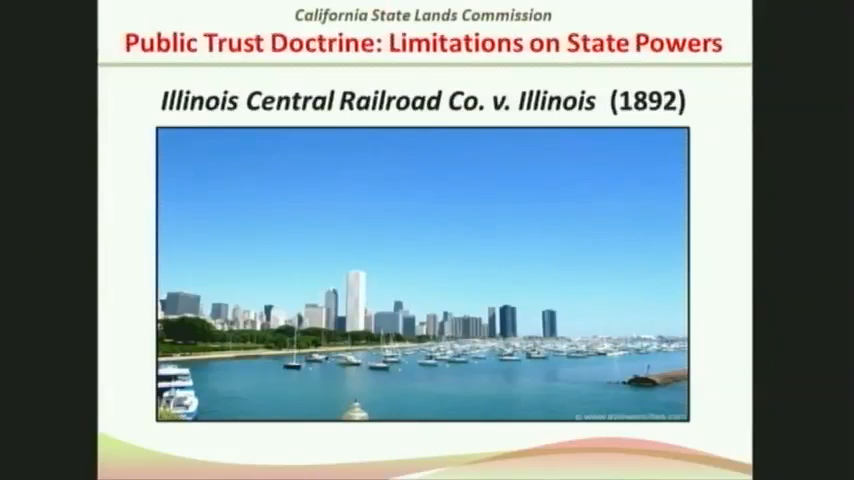 California State Lands Commission
Public Trust Doctrine: Limitations on State Powers
Illinois Central Railroad Co. v. Illinois (1892)